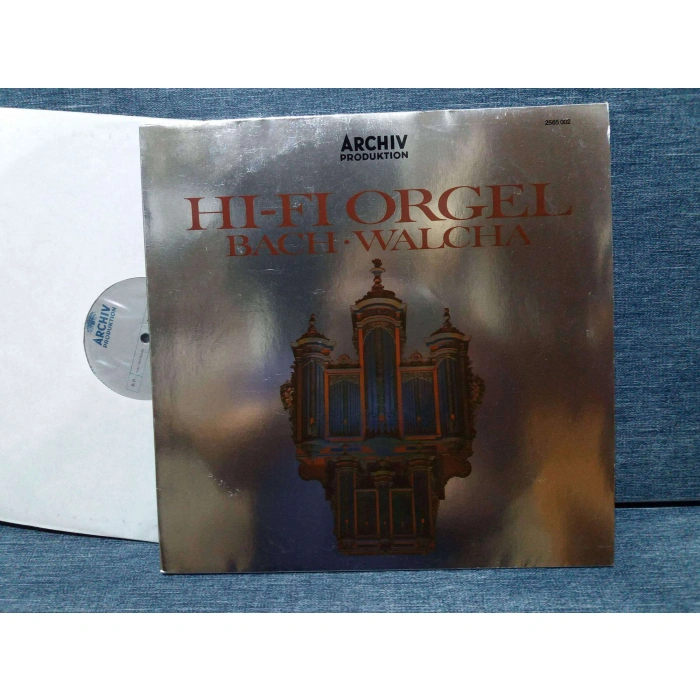 ARCHIV
PRODUKTION
2565 002
HI-FI ORGEL
BACH · WALCHA
ARCHIV
PRODUKTION